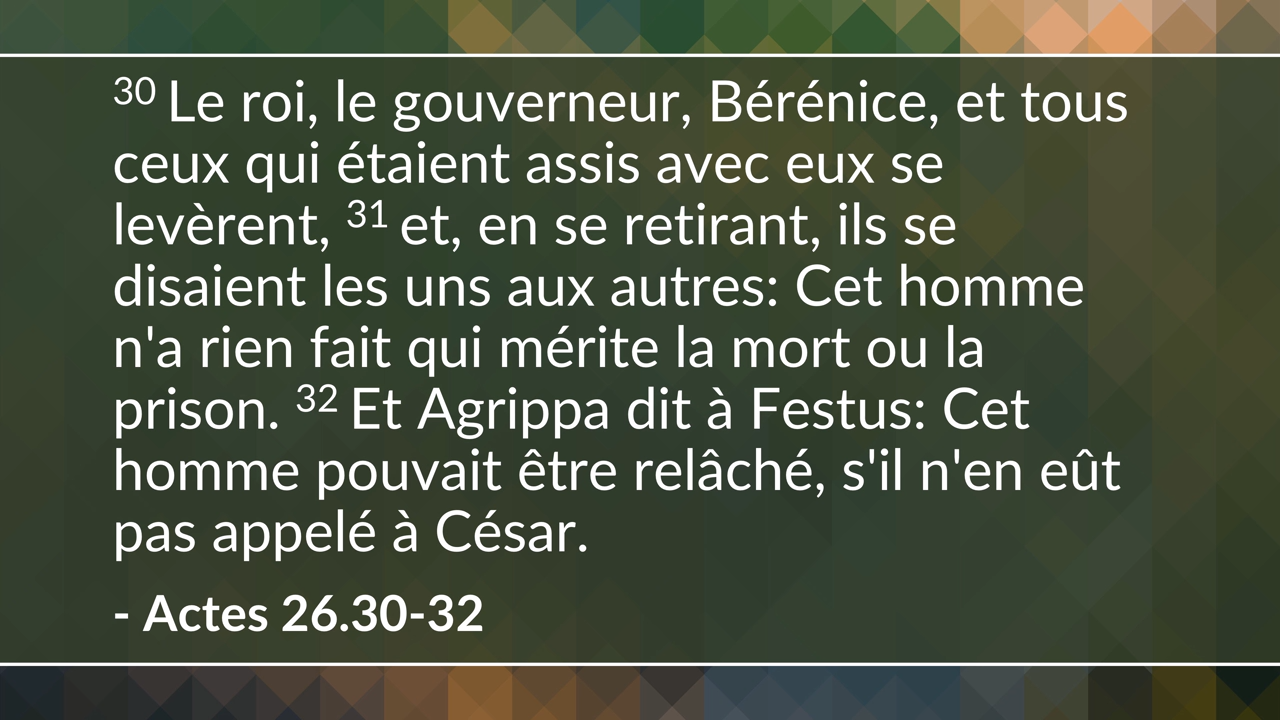 30 Le roi, le gouverneur, Bérénice, et tous
ceux qui étaient assis avec eux se
levèrent, 31 et, en se retirant, ils se
disaient les uns aux autres: Cet homme
n'a rien fait qui mérite la mort ou la
prison. 32 Et Agrippa dit à Festus: Cet
homme pouvait être relâché, s'il n'en eût
pas appelé à César.
- Actes 26.30-32